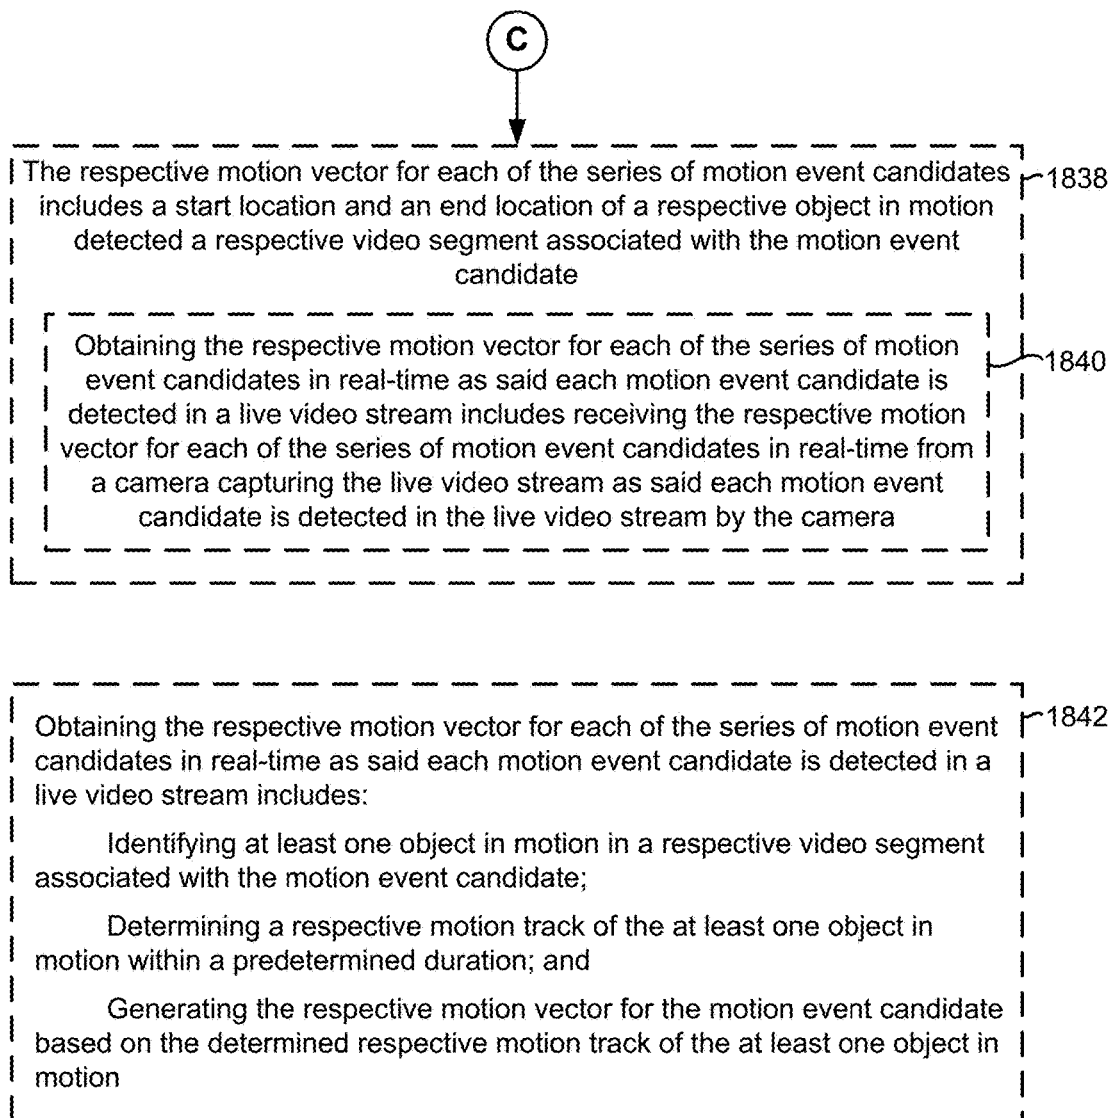 C
The respective motion vector for each of the series of motion event candidates
includes a start location and an end location of a respective object in motion
detected a respective video segment associated with the motion event
candidate
1838
Obtaining the respective motion vector for each of the series of motion
event candidates in real-time as said each motion event candidate is
detected in a live video stream includes receiving the respective motion
vector for each of the series of motion event candidates in real-time from
a camera capturing the live video stream as said each motion event
candidate is detected in the live video stream by the camera
1840
Obtaining the respective motion vector for each of the series of motion event
candidates in real-time as said each motion event candidate is detected in a
live video stream includes:
Identifying at least one object in motion in a respective video segment
associated with the motion event candidate;
Determining a respective motion track of the at least one object in
motion within a predetermined duration; and
Generating the respective motion vector for the motion event candidate
based on the determined respective motion track of the at least one object in
motion
1842